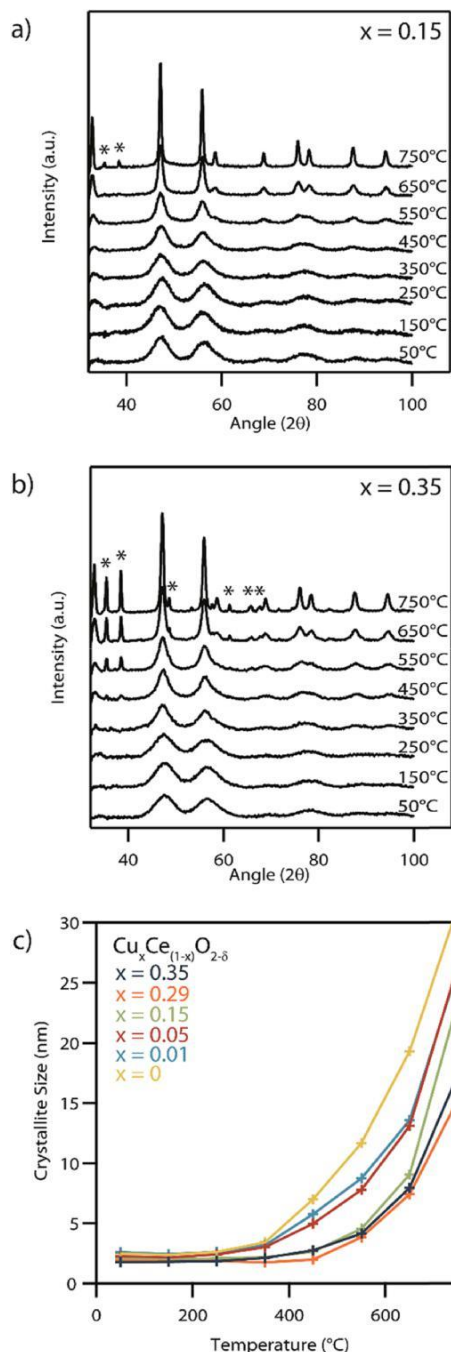 a)
x = 0.15
Intensity (a.u.)
* *
750°C
650°C
550°C
450°C
350°C
250°C
150°C
50°C
40 60 80 100
Angle (2θ)
b)
x = 0.35
Intensity (a.u.)
* * * * **
750°C
650°C
550°C
450°C
350°C
250°C
150°C
50°C
40 60 80 100
Angle (2θ)
c)
CuₓCe₍₁₋ₓ₎O₂₋δ
x = 0.35
x = 0.29
x = 0.15
x = 0.05
x = 0.01
x = 0
Crystallite Size (nm)
30
25
20
15
10
5
0
0 200 400 600
Temperature (°C)